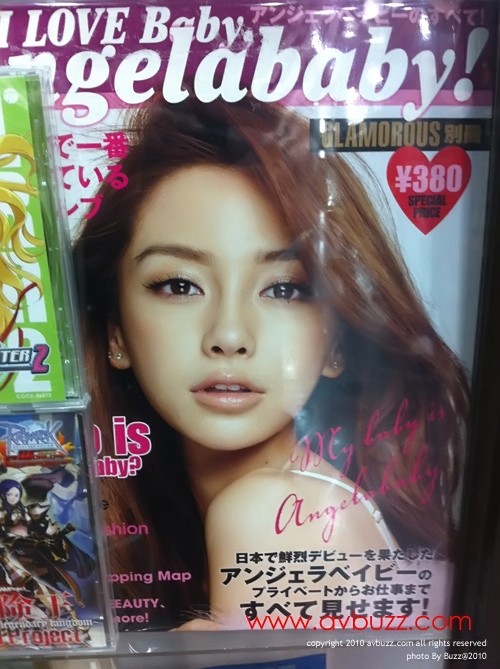 アンジェラベイビーのすべて!
I LOVE Baby,
ngelababy!
GLAMOROUS 別冊
¥380
SPECIAL
PRICE
で一番
ている
is
aby?
shion
pping Map
BEAUTY、
more!
My baby is
Angelababy
日本で鮮烈デビューを果たした
アンジェラベイビーの
プライベートからお仕事まで
すべて見せます!
TER2
Project
www.avbuzz.com
copyright 2010 avbuzz.com all rights reserved
photo By Buzz@2010